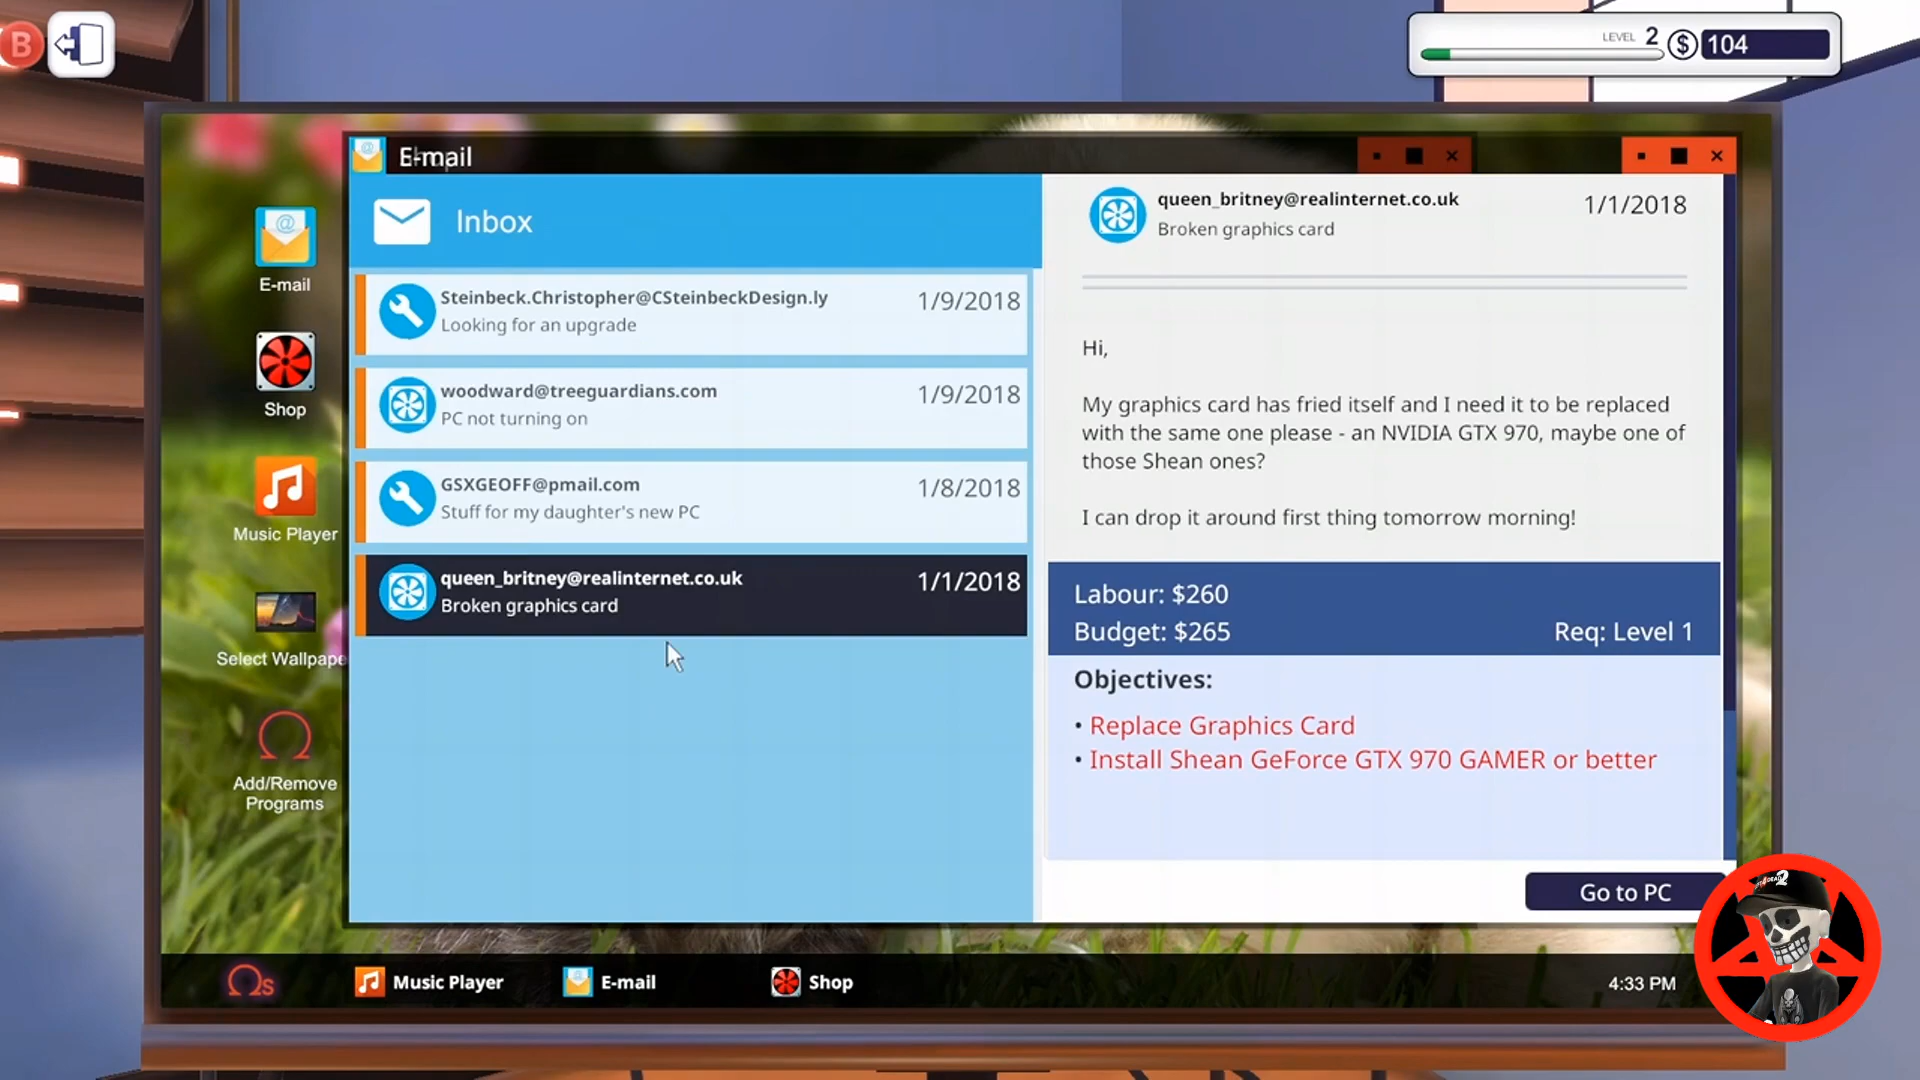 B
LEVEL 2 $ 104
E-mail
Inbox
Steinbeck.Christopher@CSteinbeckDesign.ly 1/9/2018
Looking for an upgrade
woodward@treeguardians.com 1/9/2018
PC not turning on
GSXGEOFF@pmail.com 1/8/2018
Stuff for my daughter's new PC
queen_britney@realinternet.co.uk 1/1/2018
Broken graphics card
queen_britney@realinternet.co.uk 1/1/2018
Broken graphics card
Hi,
My graphics card has fried itself and I need it to be replaced
with the same one please - an NVIDIA GTX 970, maybe one of
those Shean ones?
I can drop it around first thing tomorrow morning!
Labour: $260
Budget: $265 Req: Level 1
Objectives:
• Replace Graphics Card
• Install Shean GeForce GTX 970 GAMER or better
Go to PC
E-mail
Shop
Music Player
Select Wallpape
Add/Remove
Programs
Ωs Music Player E-mail Shop 4:33 PM